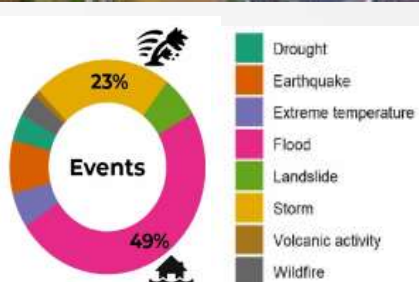 23%
Events
49%
Drought
Earthquake
Extreme temperature
Flood
Landslide
Storm
Volcanic activity
Wildfire